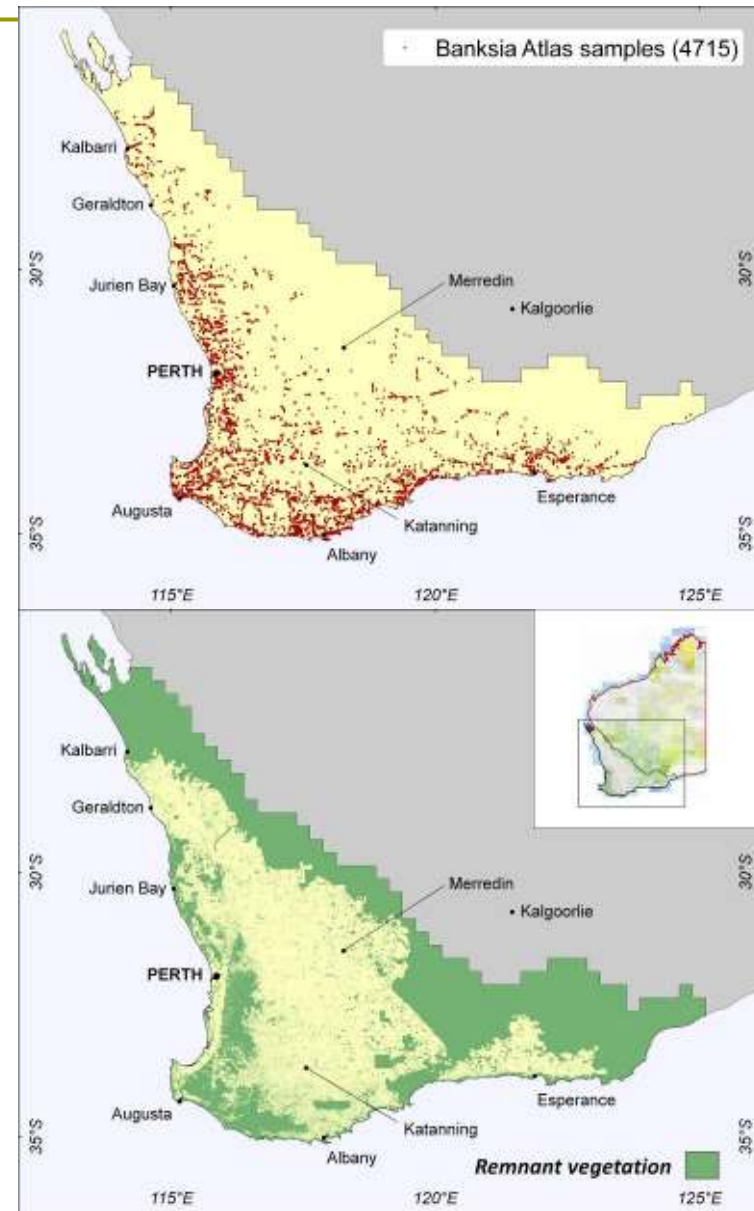 Banksia Atlas samples (4715)
Kalbarri
Geraldton
30°S
30°S
Jurien Bay
Merredin
Kalgoorlie
PERTH
Esperance
Augusta
Katanning
35°S
35°S
Albany
115°E
120°E
125°E
Kalbarri
Geraldton
30°S
30°S
Jurien Bay
Merredin
Kalgoorlie
PERTH
Esperance
Augusta
Katanning
35°S
35°S
Albany
Remnant vegetation
115°E
120°E
125°E